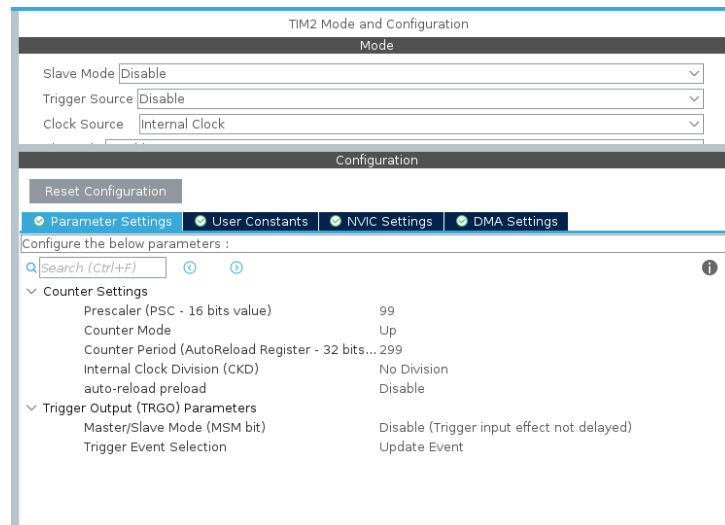 TIM2 Mode and Configuration
Mode
Slave Mode Disable
Trigger Source Disable
Clock Source Internal Clock
Configuration
Reset Configuration
Parameter Settings User Constants NVIC Settings DMA Settings
Configure the below parameters :
Search (Ctrl+F)
Counter Settings
Prescaler (PSC - 16 bits value) 99
Counter Mode Up
Counter Period (AutoReload Register - 32 bits... 299
Internal Clock Division (CKD) No Division
auto-reload preload Disable
Trigger Output (TRGO) Parameters
Master/Slave Mode (MSM bit) Disable (Trigger input effect not delayed)
Trigger Event Selection Update Event